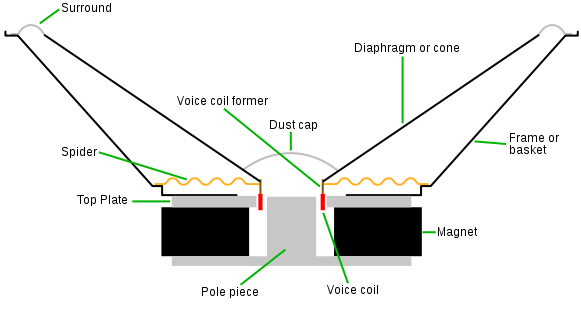 Surround
Diaphragm or cone
Voice coil former
Dust cap
Frame or
basket
Spider
Top Plate
Magnet
Pole piece
Voice coil